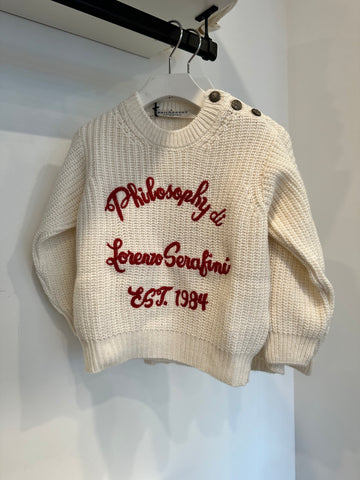 Philosophy di
Lorenzo Serafini
EST. 1984